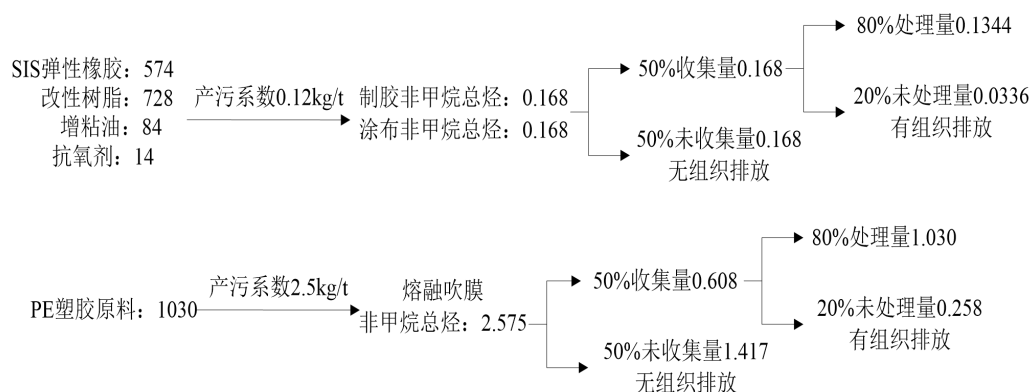 SIS弹性橡胶：574
改性树脂：728
增粘油：84
抗氧剂：14
产污系数0.12kg/t
制胶非甲烷总烃：0.168
涂布非甲烷总烃：0.168
50%收集量0.168
50%未收集量0.168
无组织排放
80%处理量0.1344
20%未处理量0.0336
有组织排放
PE塑胶原料：1030
产污系数2.5kg/t
熔融吹膜
非甲烷总烃：2.575
50%收集量0.608
50%未收集量1.417
无组织排放
80%处理量1.030
20%未处理量0.258
有组织排放